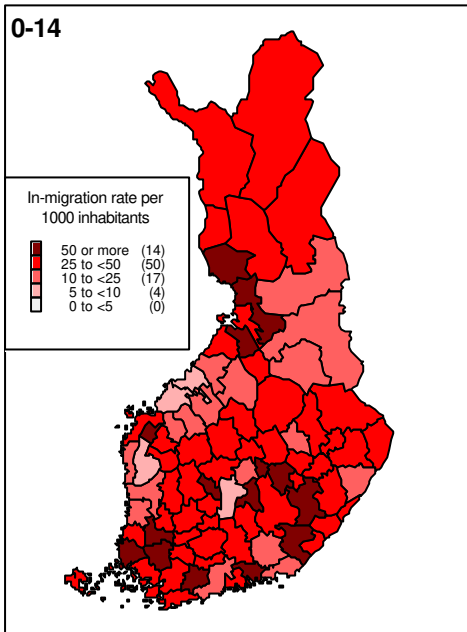 0-14
In-migration rate per
1000 inhabitants
50 or more (14)
25 to <50 (50)
10 to <25 (17)
5 to <10 (4)
0 to <5 (0)